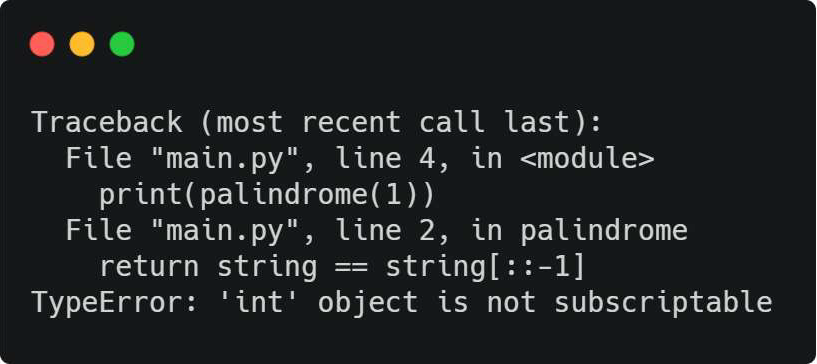 Traceback (most recent call last):
  File "main.py", line 4, in <module>
    print(palindrome(1))
  File "main.py", line 2, in palindrome
    return string == string[::-1]
TypeError: 'int' object is not subscriptable